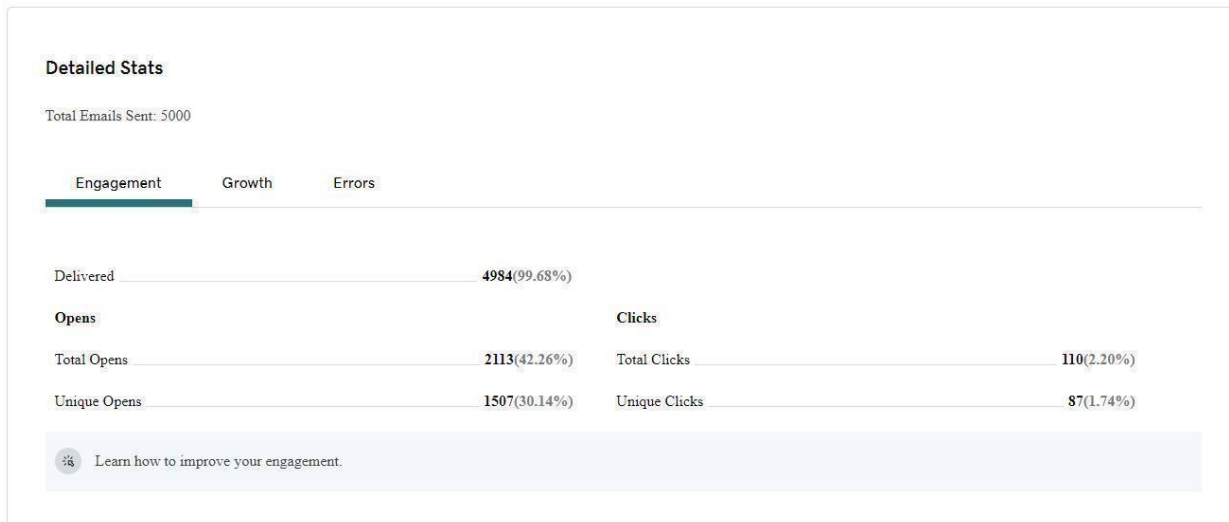 Detailed Stats
Total Emails Sent: 5000
Engagement Growth Errors
Delivered 4984(99.68%)
Opens Clicks
Total Opens 2113(42.26%) Total Clicks 110(2.20%)
Unique Opens 1507(30.14%) Unique Clicks 87(1.74%)
Learn how to improve your engagement.